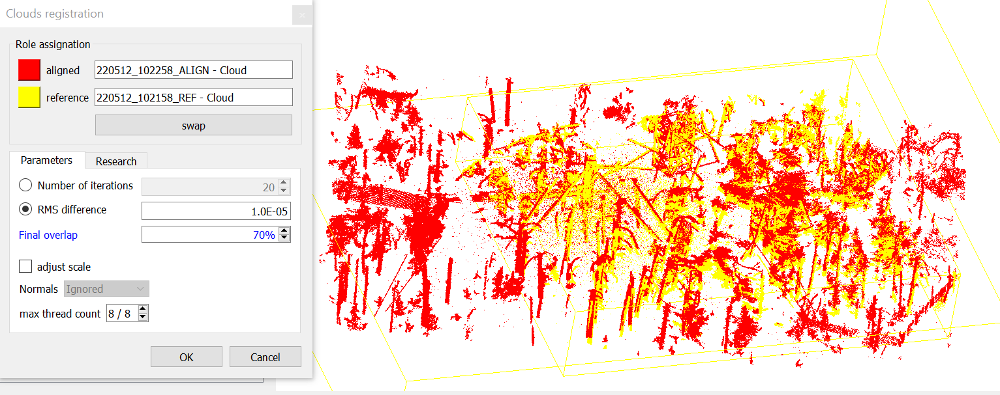 Clouds registration
Role assignation
aligned 220512_102258_ALIGN - Cloud
reference 220512_102158_REF - Cloud
swap
Parameters Research
Number of iterations 20
RMS difference 1.0E-05
Final overlap 70%
adjust scale
Normals Ignored
max thread count 8 / 8
OK Cancel